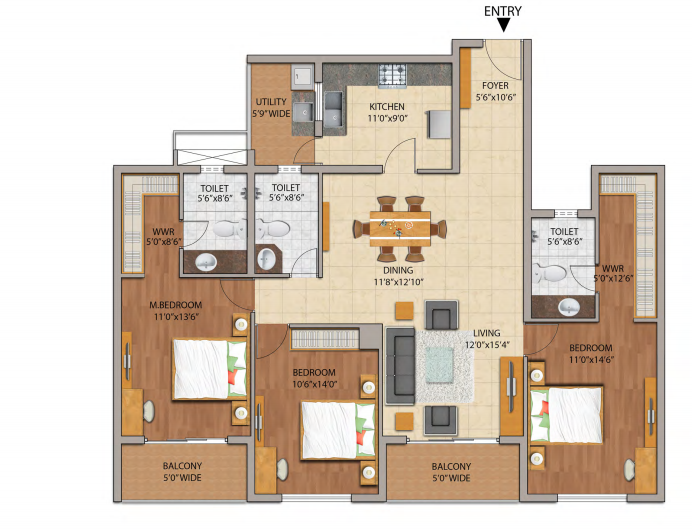 ENTRY
FOYER
5'6"x10'6"
UTILITY
5'9" WIDE
KITCHEN
11'0"x9'0"
TOILET
5'6"x8'6"
TOILET
5'6"x8'6"
WWR
5'0"x8'6"
TOILET
5'6"x8'6"
DINING
11'8"x12'10"
WWR
5'0"x12'6"
M.BEDROOM
11'0"x13'6"
LIVING
12'0"x15'4"
BEDROOM
11'0"x14'6"
BEDROOM
10'6"x14'0"
BALCONY
5'0" WIDE
BALCONY
5'0" WIDE